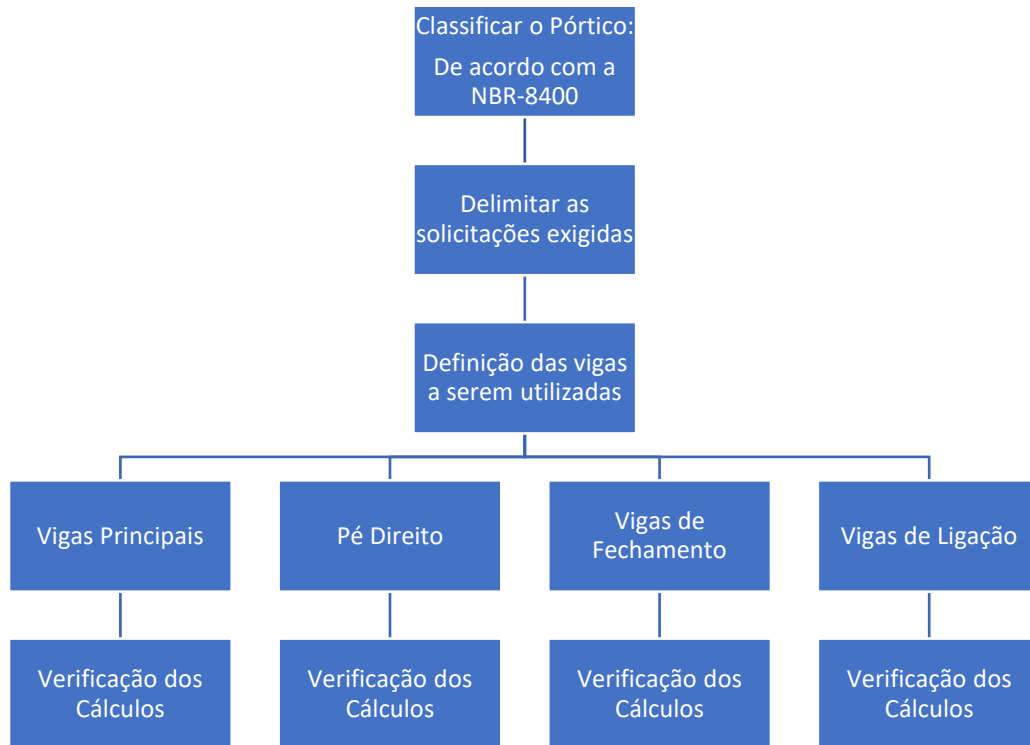 Classificar o Pórtico:
De acordo com a
NBR-8400
Delimitar as
solicitações exigidas
Definição das vigas
a serem utilizadas
Vigas Principais
Pé Direito
Vigas de
Fechamento
Vigas de Ligação
Verificação dos
Cálculos
Verificação dos
Cálculos
Verificação dos
Cálculos
Verificação dos
Cálculos